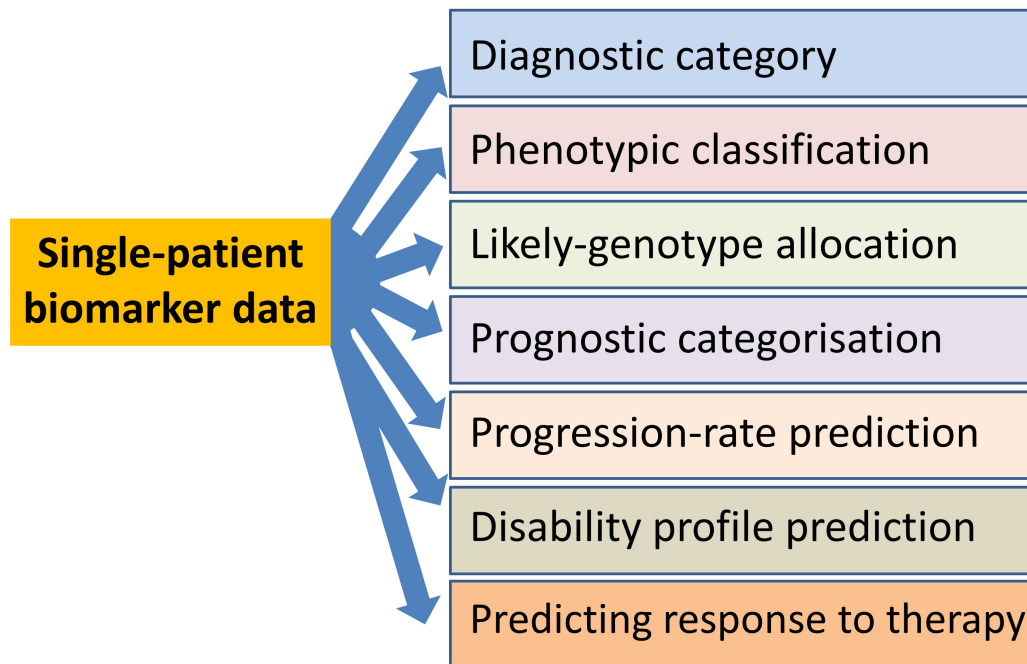 Single-patient
biomarker data
Diagnostic category
Phenotypic classification
Likely-genotype allocation
Prognostic categorisation
Progression-rate prediction
Disability profile prediction
Predicting response to therapy